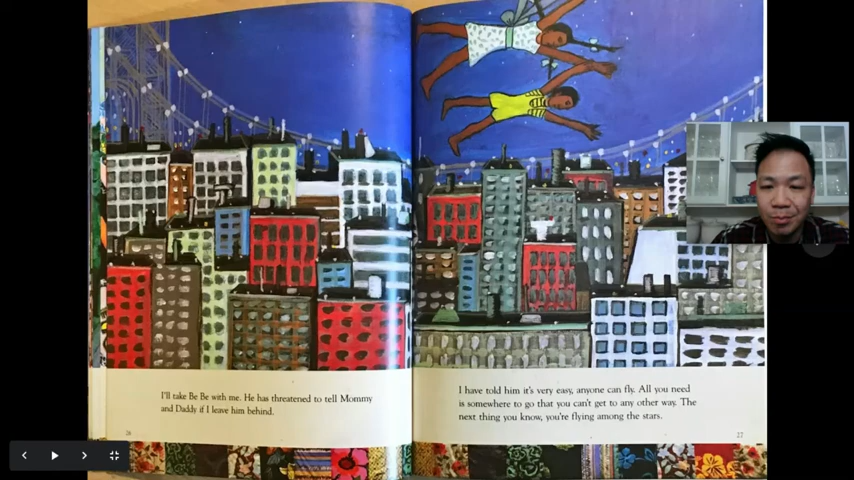 I'll take Be Be with me. He has threatened to tell Mommy
and Daddy if I leave him behind.
26
I have told him it's very easy, anyone can fly. All you need
is somewhere to go that you can't get to any other way. The
next thing you know, you're flying among the stars.
27